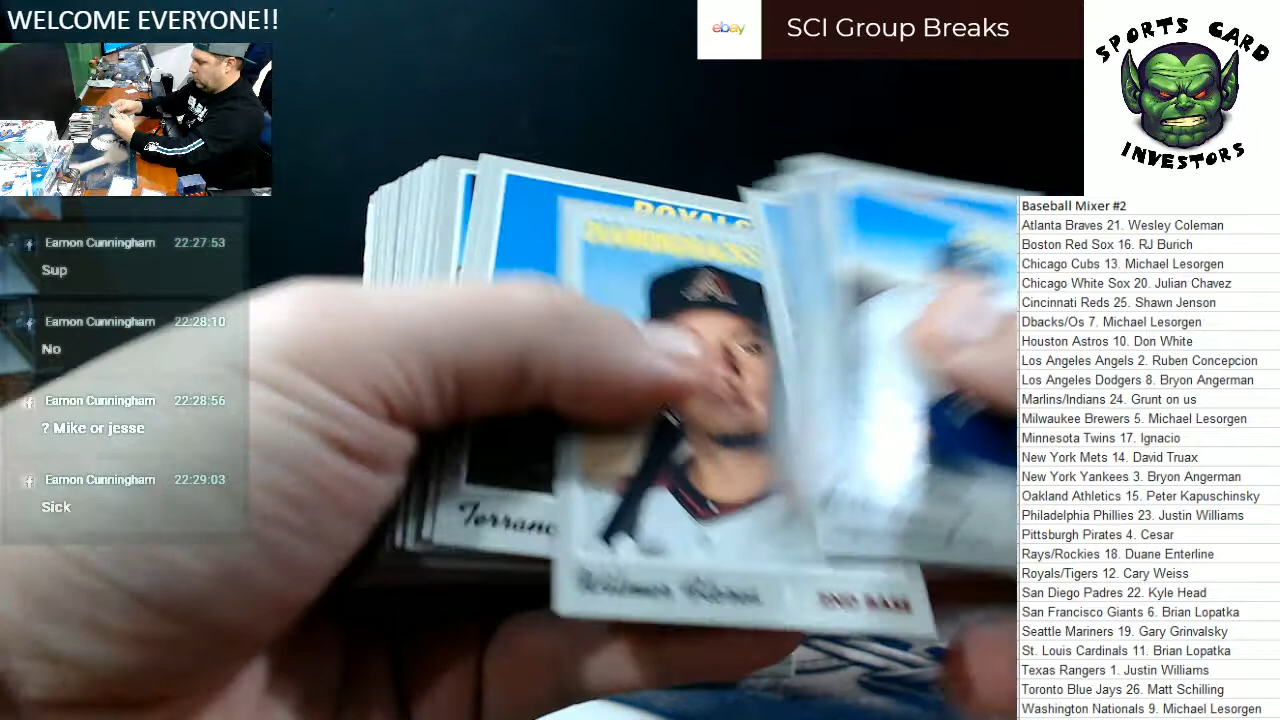 WELCOME EVERYONE!!
ebay
SCI Group Breaks
SPORTS CARD
INVESTORS
Eamon Cunningham 22:27:53
Sup
Eamon Cunningham 22:28:10
No
Eamon Cunningham 22:28:56
? Mike or jesse
Eamon Cunningham 22:29:03
Sick
ROYALS
Terranc
2ND BASE
Baseball Mixer #2
Atlanta Braves 21. Wesley Coleman
Boston Red Sox 16. RJ Burich
Chicago Cubs 13. Michael Lesorgen
Chicago White Sox 20. Julian Chavez
Cincinnati Reds 25. Shawn Jenson
Dbacks/Os 7. Michael Lesorgen
Houston Astros 10. Don White
Los Angeles Angels 2. Ruben Concepcion
Los Angeles Dodgers 8. Bryon Angerman
Marlins/Indians 24. Grunt on us
Milwaukee Brewers 5. Michael Lesorgen
Minnesota Twins 17. Ignacio
New York Mets 14. David Truax
New York Yankees 3. Bryon Angerman
Oakland Athletics 15. Peter Kapuschinsky
Philadelphia Phillies 23. Justin Williams
Pittsburgh Pirates 4. Cesar
Rays/Rockies 18. Duane Enterline
Royals/Tigers 12. Cary Weiss
San Diego Padres 22. Kyle Head
San Francisco Giants 6. Brian Lopatka
Seattle Mariners 19. Gary Grinvalsky
St. Louis Cardinals 11. Brian Lopatka
Texas Rangers 1. Justin Williams
Toronto Blue Jays 26. Matt Schilling
Washington Nationals 9. Michael Lesorgen